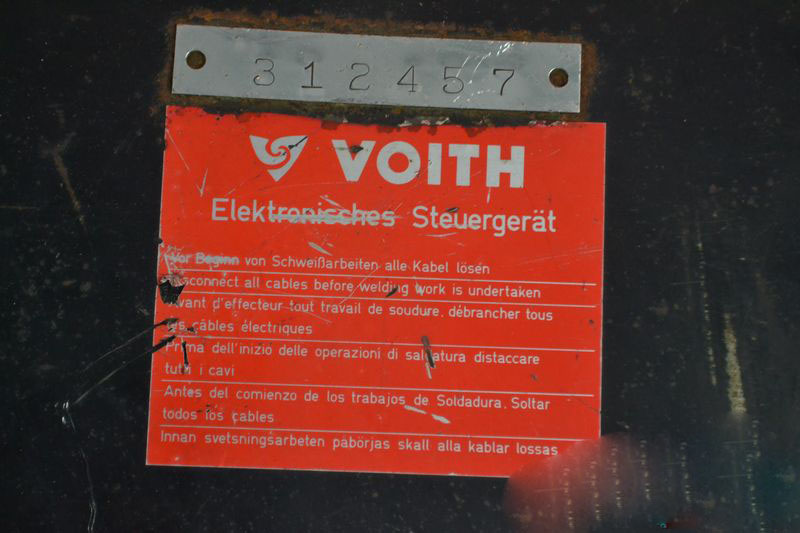 312457
VOITH
Elektronisches Steuergerät
Vor Beginn von Schweißarbeiten alle Kabel lösen
Disconnect all cables before welding work is undertaken
Avant d'effecteur tout travail de soudure, débrancher tous
les câbles électriques
Prima dell'inizio delle operazioni di saldatura distaccare
tutti i cavi
Antes del comienzo de los trabajos de Soldadura, Soltar
todos los cables
Innan svetsningsarbeten påbörjas skall alla kablar lossas